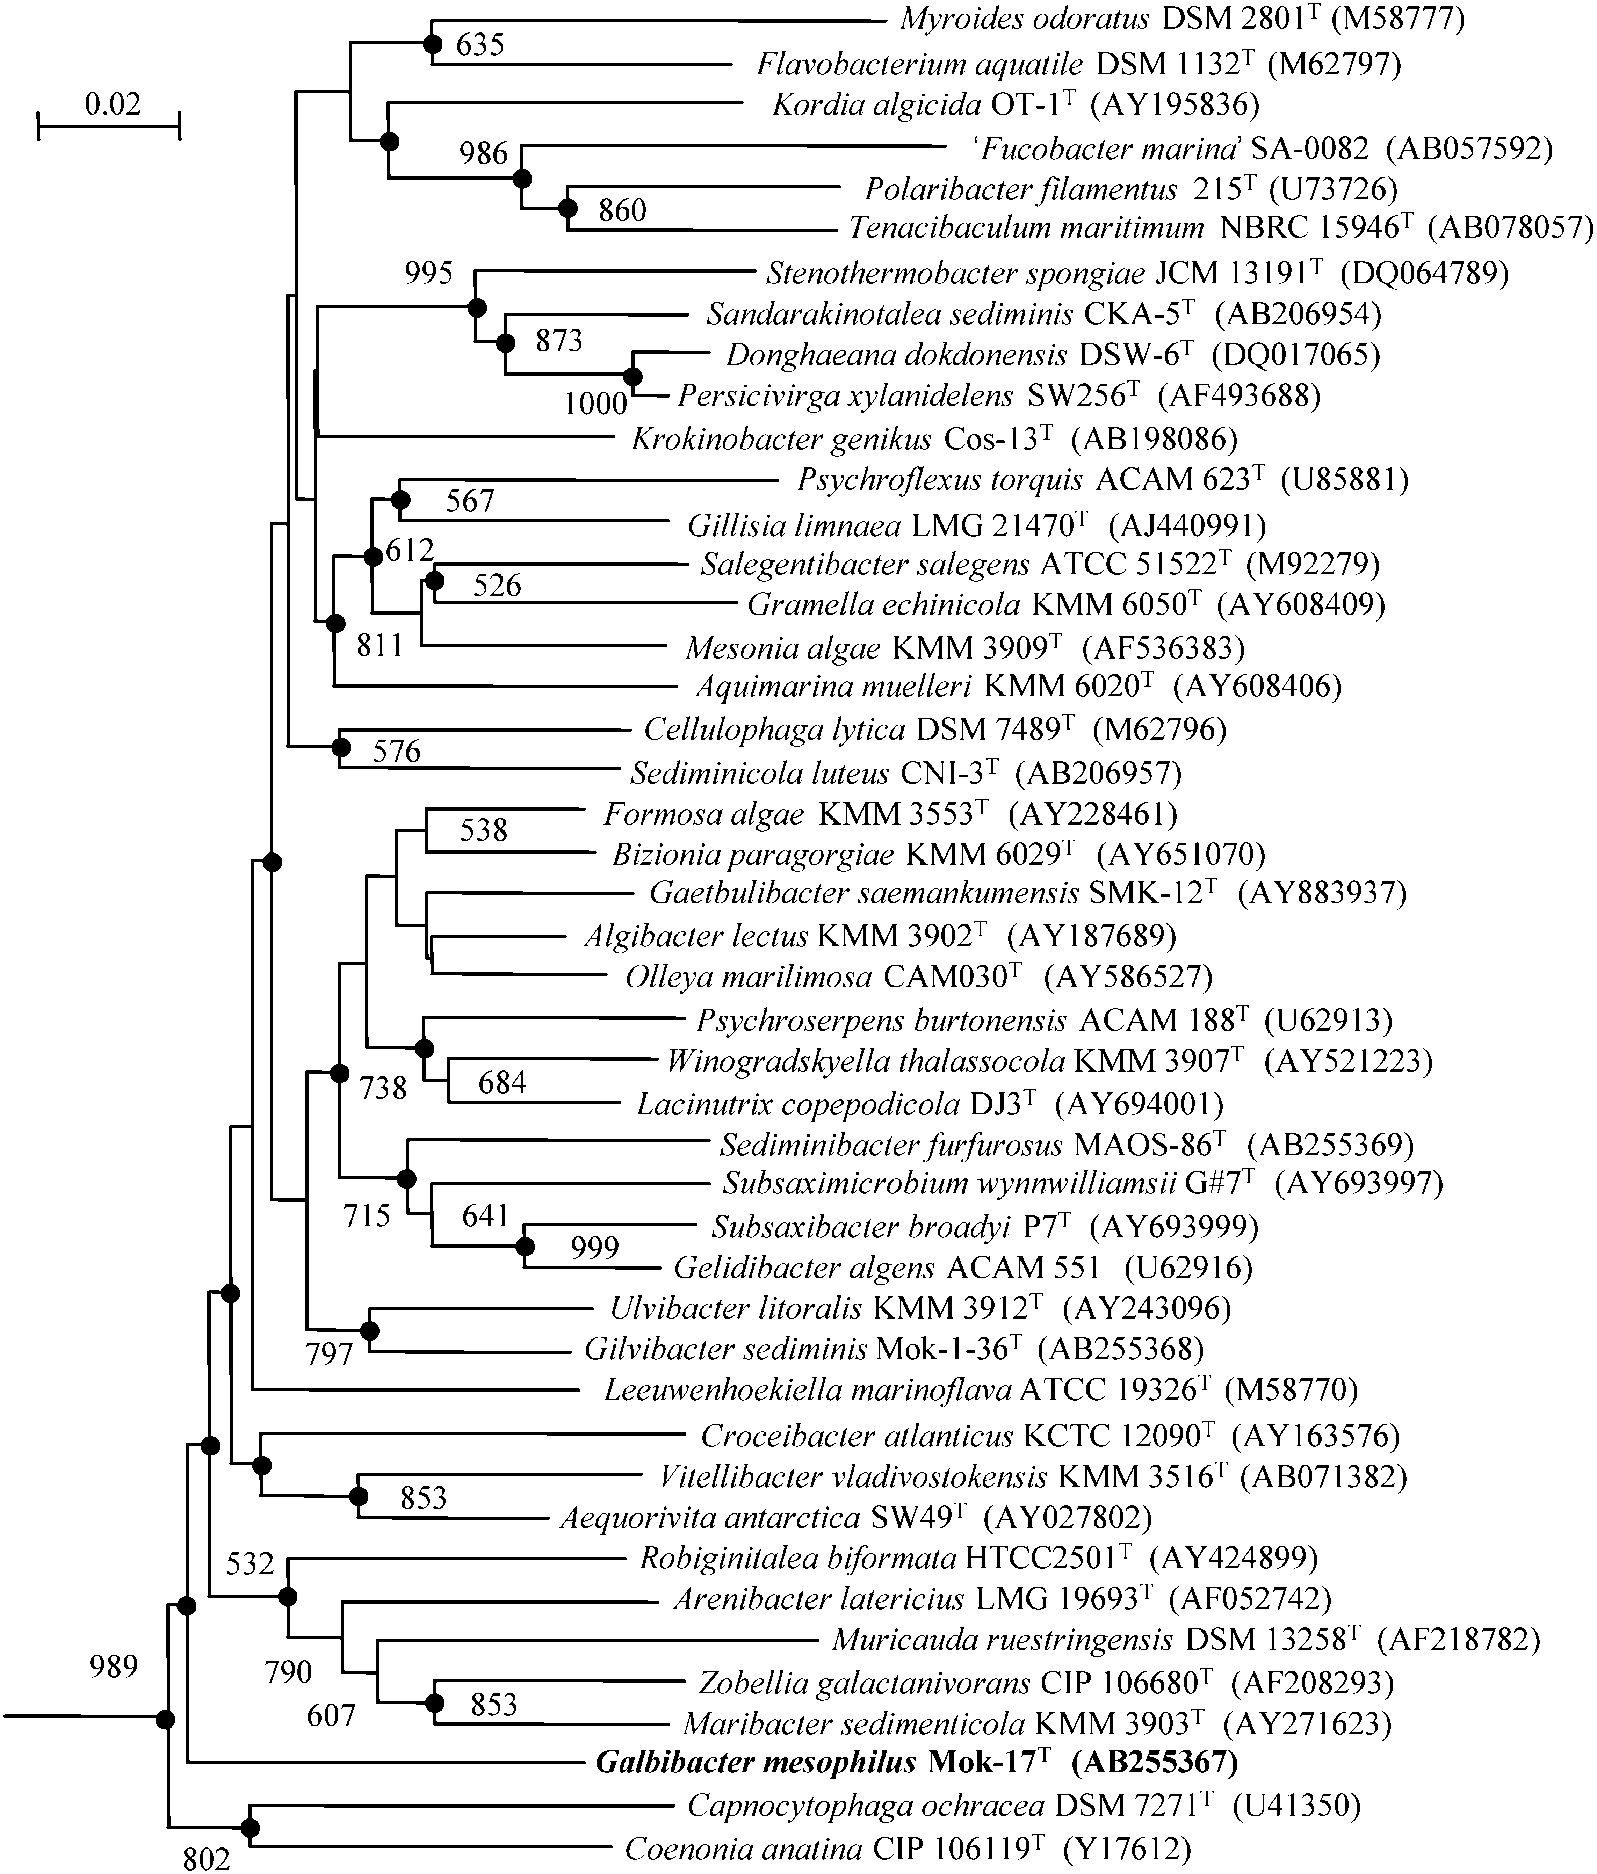 Myroides odoratus DSM 2801T (M58777)
635
Flavobacterium aquatile DSM 1132T (M62797)
0.02
Kordia algicida OT-1T (AY195836)
986
‘Fucobacter marina’ SA-0082 (AB057592)
Polaribacter filamentus 215T (U73726)
860
Tenacibaculum maritimum NBRC 15946T (AB078057)
995
Stenothermobacter spongiae JCM 13191T (DQ064789)
Sandarakinotalea sediminis CKA-5T (AB206954)
873
Donghaeana dokdonensis DSW-6T (DQ017065)
1000
Persicivirga xylanidelens SW256T (AF493688)
Krokinobacter genikus Cos-13T (AB198086)
Psychroflexus torquis ACAM 623T (U85881)
567
Gillisia limnaea LMG 21470T (AJ440991)
612
Salegentibacter salegens ATCC 51522T (M92279)
526
Gramella echinicola KMM 6050T (AY608409)
811
Mesonia algae KMM 3909T (AF536383)
Aquimarina muelleri KMM 6020T (AY608406)
Cellulophaga lytica DSM 7489T (M62796)
576
Sediminicola luteus CNI-3T (AB206957)
Formosa algae KMM 3553T (AY228461)
538
Bizionia paragorgiae KMM 6029T (AY651070)
Gaetbulibacter saemankumensis SMK-12T (AY883937)
Algibacter lectus KMM 3902T (AY187689)
Olleya marilimosa CAM030T (AY586527)
Psychroserpens burtonensis ACAM 188T (U62913)
Winogradskyella thalassocola KMM 3907T (AY521223)
738
684
Lacinutrix copepodicola DJ3T (AY694001)
Sediminibacter furfurosus MAOS-86T (AB255369)
Subsaximicrobium wynnwilliamsii G#7T (AY693997)
715
641
Subsaxibacter broadyi P7T (AY693999)
999
Gelidibacter algens ACAM 551 (U62916)
Ulvibacter litoralis KMM 3912T (AY243096)
797
Gilvibacter sediminis Mok-1-36T (AB255368)
Leeuwenhoekiella marinoflava ATCC 19326T (M58770)
Croceibacter atlanticus KCTC 12090T (AY163576)
Vitellibacter vladivostokensis KMM 3516T (AB071382)
853
Aequorivita antarctica SW49T (AY027802)
532
Robiginitalea biformata HTCC2501T (AY424899)
Arenibacter latericius LMG 19693T (AF052742)
Muricauda ruestringensis DSM 13258T (AF218782)
989
790
Zobellia galactanivorans CIP 106680T (AF208293)
607
853
Maribacter sedimenticola KMM 3903T (AY271623)
Galbibacter mesophilus Mok-17T (AB255367)
Capnocytophaga ochracea DSM 7271T (U41350)
Coenonia anatina CIP 106119T (Y17612)
802